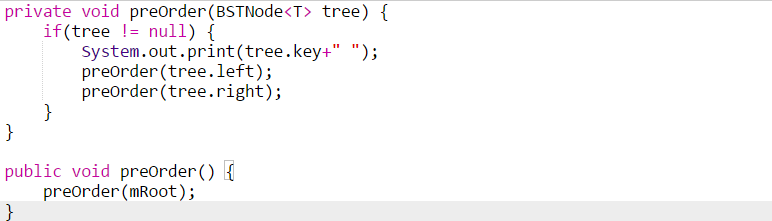 private void preOrder(BSTNode<T> tree) {
    if(tree != null) {
        System.out.print(tree.key+" ");
        preOrder(tree.left);
        preOrder(tree.right);
    }
}

public void preOrder() {
    preOrder(mRoot);
}